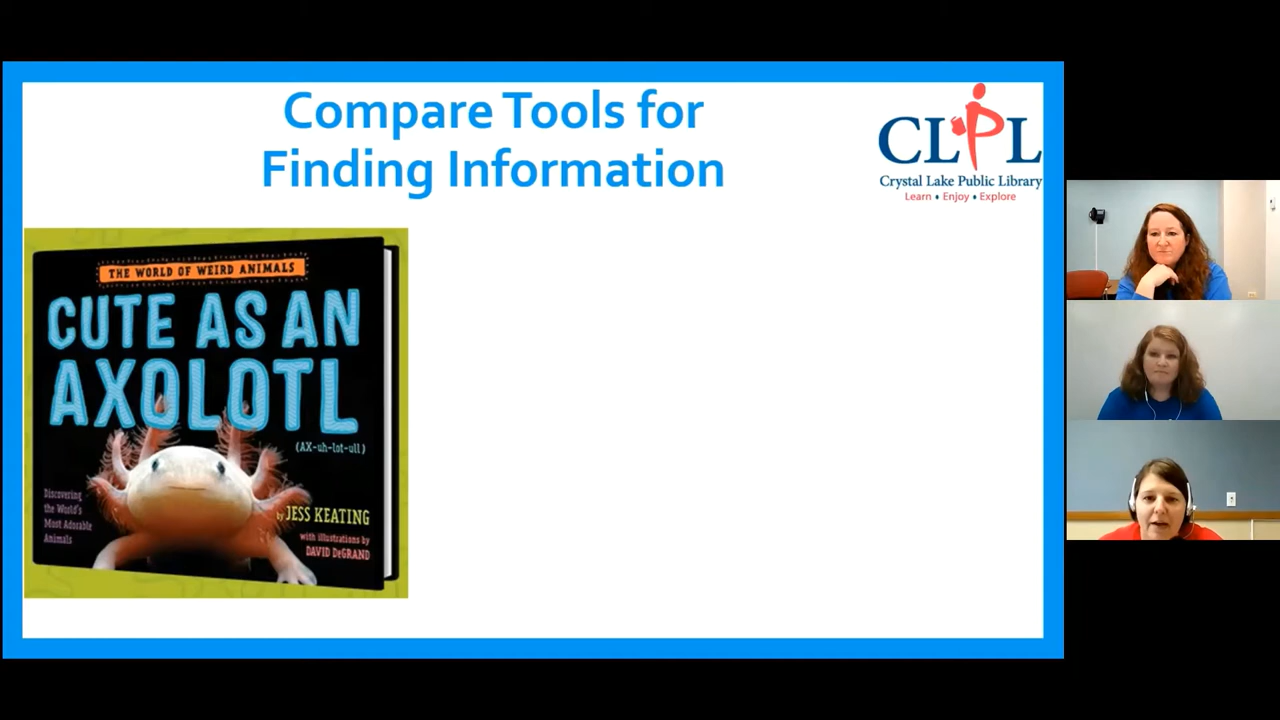 Compare Tools for
Finding Information
CLPL
Crystal Lake Public Library
Learn • Enjoy • Explore
THE WORLD OF WEIRD ANIMALS
CUTE AS AN
AXOLOTL
(AX-uh-lot-ull)
Discovering
the World's
Most Adorable
Animals
by JESS KEATING
with illustrations by
DAVID DeGRAND